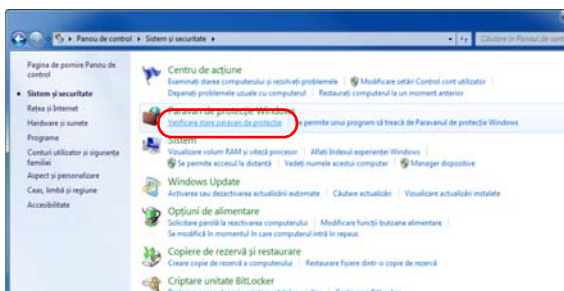 Panou de control ▸ Sistem și securitate ▸
Căutare în Panoul de cont
Pagina de pornire Panou de
control
Sistem și securitate
Rețea și Internet
Hardware și sunete
Programe
Conturi utilizator și siguranța
familiei
Aspect și personalizare
Ceas, limbă și regiune
Accesibilitate
Centru de acțiune
Examinați starea computerului și rezolvați problemele | Modificare setări Control cont utilizator
Depanați problemele uzuale cu computerul | Restaurați computerul la un moment anterior
Paravan de protecție Windows
Verificare stare paravan de protecție | Se permite unui program să treacă de Paravanul de protecție Windows
Sistem
Vizualizare volum RAM și viteză procesor | Aflați Indexul experienței Windows
Se permite accesul la distanță | Vedeți numele acestui computer | Manager dispozitive
Windows Update
Activarea sau dezactivarea actualizării automate | Căutare actualizări | Vizualizare actualizări instalate
Opțiuni de alimentare
Solicitare parolă la reactivarea computerului | Modificare funcții butoane alimentare
Se modifică în momentul în care computerul intră în repaus
Copiere de rezervă și restaurare
Creare copie de rezervă a computerului | Restaurare fișiere dintr-o copie de rezervă
Criptare unitate BitLocker